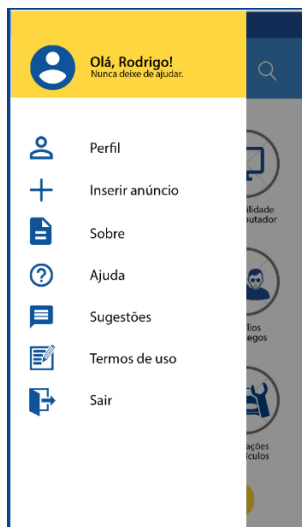 Olá, Rodrigo!
Nunca deixe de ajudar.
Perfil
Inserir anúncio
Sobre
Ajuda
Sugestões
Termos de uso
Sair